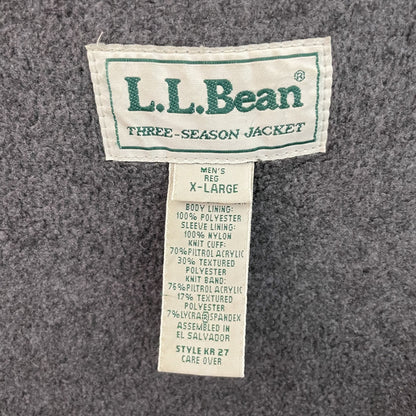 L.L.Bean®
THREE-SEASON JACKET
MEN'S
REG
X-LARGE
BODY LINING:
100% POLYESTER
SLEEVE LINING:
100% NYLON
KNIT CUFF:
70% PILTROL ACRYLIC
30% TEXTURED
POLYESTER
KNIT BAND:
76% PILTROL ACRYLIC
17% TEXTURED
POLYESTER
7% LYCRA® SPANDEX
ASSEMBLED IN
EL SALVADOR
STYLE KR 27
CARE OVER